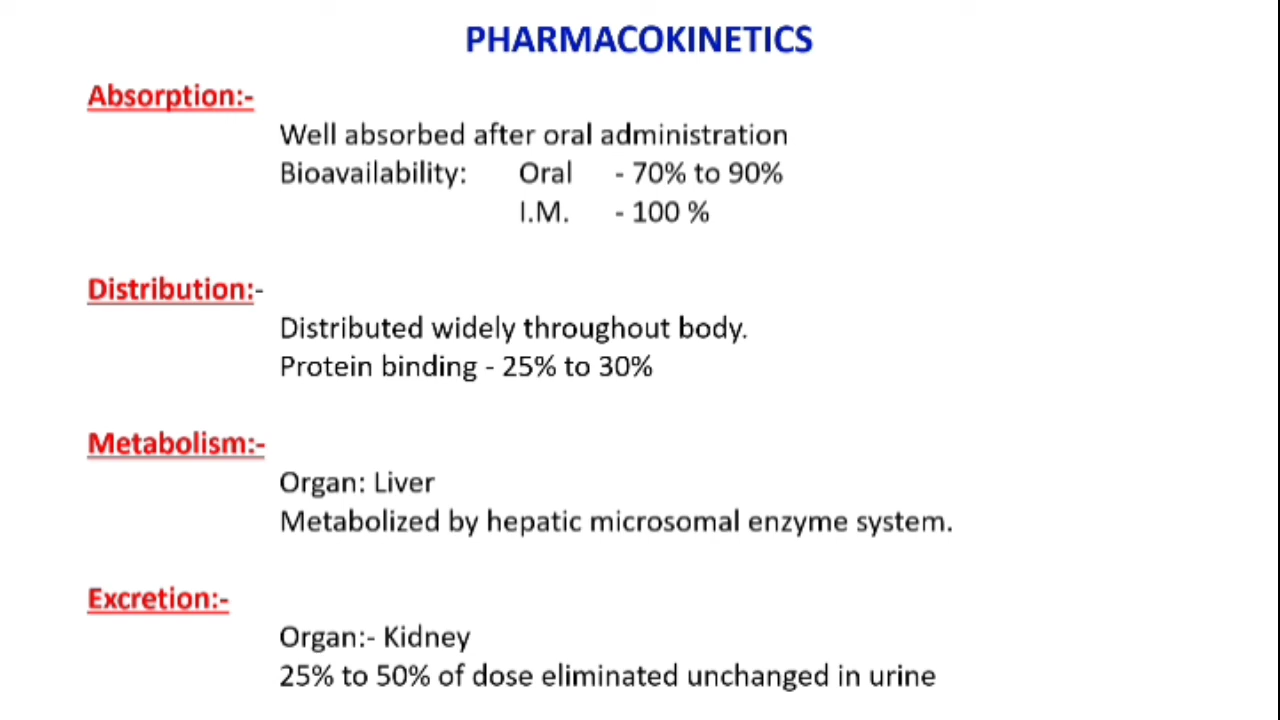 PHARMACOKINETICS
Absorption:-
Well absorbed after oral administration
Bioavailability: Oral - 70% to 90%
I.M. - 100 %
Distribution:-
Distributed widely throughout body.
Protein binding - 25% to 30%
Metabolism:-
Organ: Liver
Metabolized by hepatic microsomal enzyme system.
Excretion:-
Organ:- Kidney
25% to 50% of dose eliminated unchanged in urine